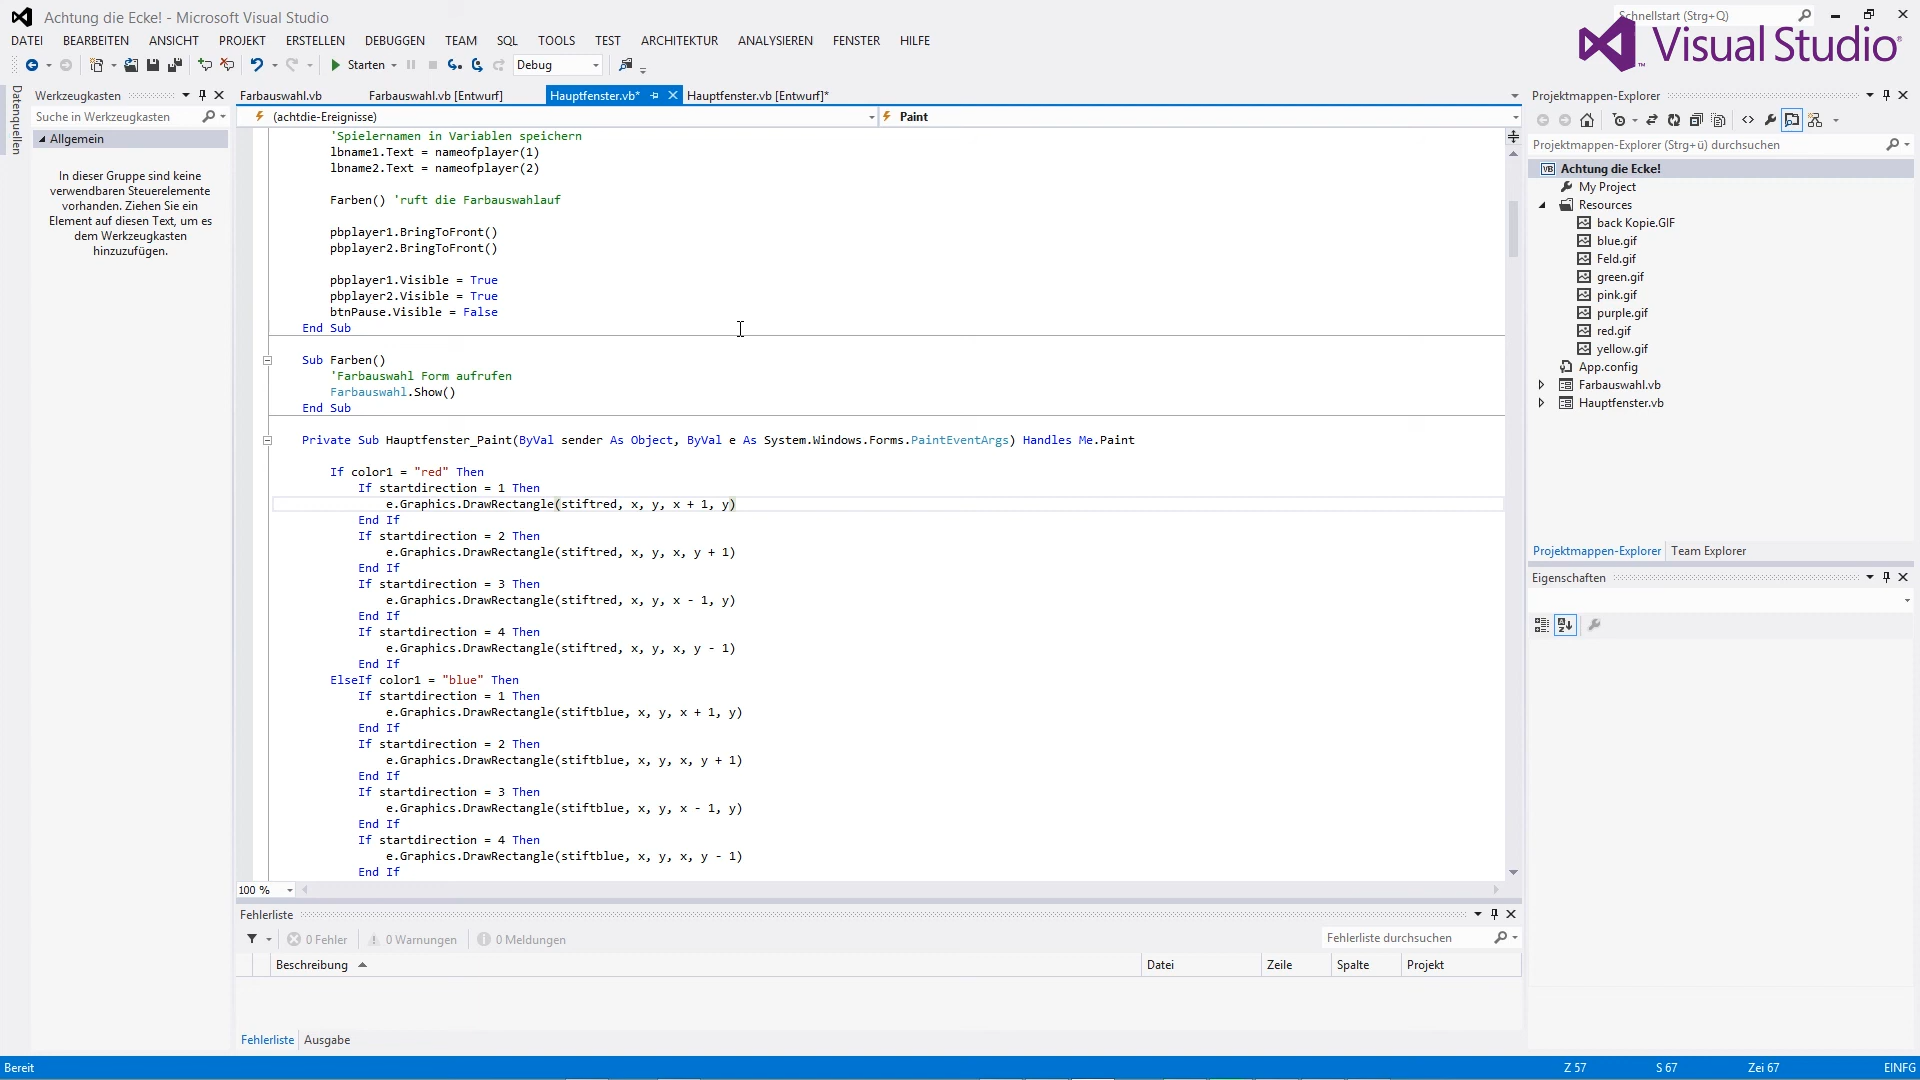 Achtung die Ecke! - Microsoft Visual Studio
Schnellstart (Strg+Q)
Visual Studio
DATEI BEARBEITEN ANSICHT PROJEKT ERSTELLEN DEBUGGEN TEAM SQL TOOLS TEST ARCHITEKTUR ANALYSIEREN FENSTER HILFE
Starten Debug
Datenquellen
Werkzeugkasten
Suche in Werkzeugkasten
Allgemein
In dieser Gruppe sind keine
verwendbaren Steuerelemente
vorhanden. Ziehen Sie ein
Element auf diesen Text, um es
dem Werkzeugkasten
hinzuzufügen.
Farbauswahl.vb Farbauswahl.vb [Entwurf] Hauptfenster.vb* Hauptfenster.vb [Entwurf]*
(achtdie-Ereignisse) Paint
'Spielernamen in Variablen speichern
lbname1.Text = nameofplayer(1)
lbname2.Text = nameofplayer(2)
Farben() 'ruft die Farbauswahlauf
pbplayer1.BringToFront()
pbplayer2.BringToFront()
pbplayer1.Visible = True
pbplayer2.Visible = True
btnPause.Visible = False
End Sub
Sub Farben()
'Farbauswahl Form aufrufen
Farbauswahl.Show()
End Sub
Private Sub Hauptfenster_Paint(ByVal sender As Object, ByVal e As System.Windows.Forms.PaintEventArgs) Handles Me.Paint
If color1 = "red" Then
If startdirection = 1 Then
e.Graphics.DrawRectangle(stiftred, x, y, x + 1, y)
End If
If startdirection = 2 Then
e.Graphics.DrawRectangle(stiftred, x, y, x, y + 1)
End If
If startdirection = 3 Then
e.Graphics.DrawRectangle(stiftred, x, y, x - 1, y)
End If
If startdirection = 4 Then
e.Graphics.DrawRectangle(stiftred, x, y, x, y - 1)
End If
ElseIf color1 = "blue" Then
If startdirection = 1 Then
e.Graphics.DrawRectangle(stiftblue, x, y, x + 1, y)
End If
If startdirection = 2 Then
e.Graphics.DrawRectangle(stiftblue, x, y, x, y + 1)
End If
If startdirection = 3 Then
e.Graphics.DrawRectangle(stiftblue, x, y, x - 1, y)
End If
If startdirection = 4 Then
e.Graphics.DrawRectangle(stiftblue, x, y, x, y - 1)
End If
100 %
Fehlerliste
0 Fehler 0 Warnungen 0 Meldungen
Fehlerliste durchsuchen
Beschreibung Datei Zeile Spalte Projekt
Fehlerliste Ausgabe
Projektmappen-Explorer
Projektmappen-Explorer (Strg+ü) durchsuchen
VB Achtung die Ecke!
My Project
Resources
back Kopie.GIF
blue.gif
Feld.gif
green.gif
pink.gif
purple.gif
red.gif
yellow.gif
App.config
Farbauswahl.vb
Hauptfenster.vb
Projektmappen-Explorer Team Explorer
Eigenschaften
Bereit Z 57 S 67 Zei 67 EINFG